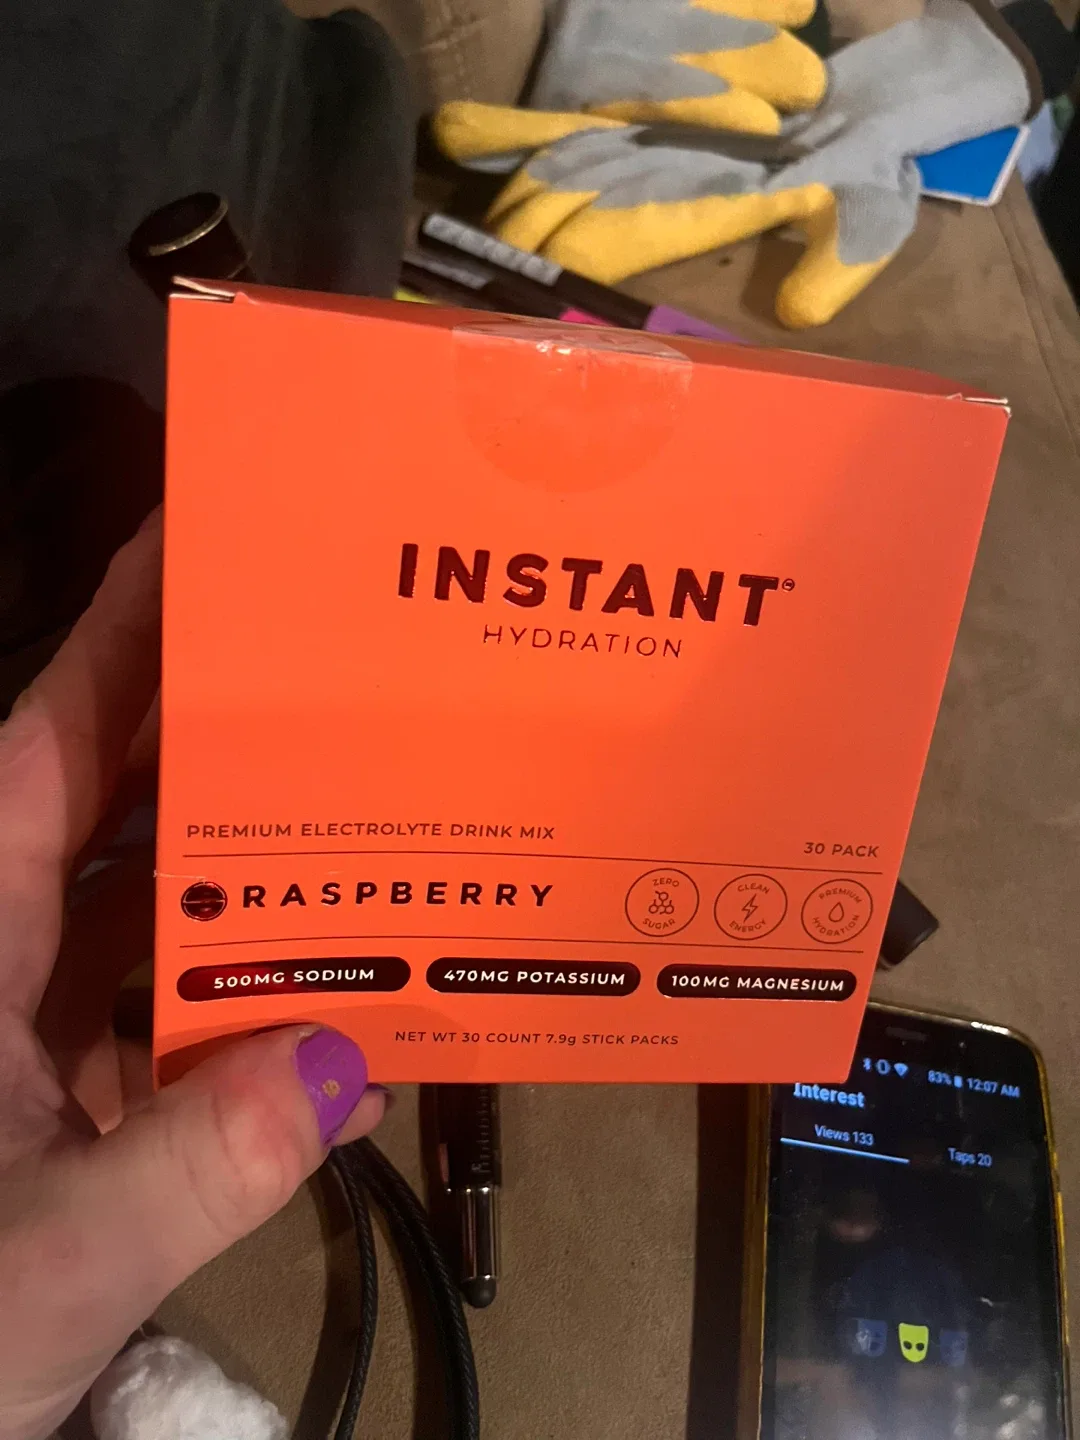 INSTANT®
HYDRATION
PREMIUM ELECTROLYTE DRINK MIX
30 PACK
RASPBERRY
ZERO SUGAR
CLEAN ENERGY
PREMIUM HYDRATION
500MG SODIUM
470MG POTASSIUM
100MG MAGNESIUM
NET WT 30 COUNT 7.9g STICK PACKS
83% 12:07 AM
Interest
Views 133
Taps 20